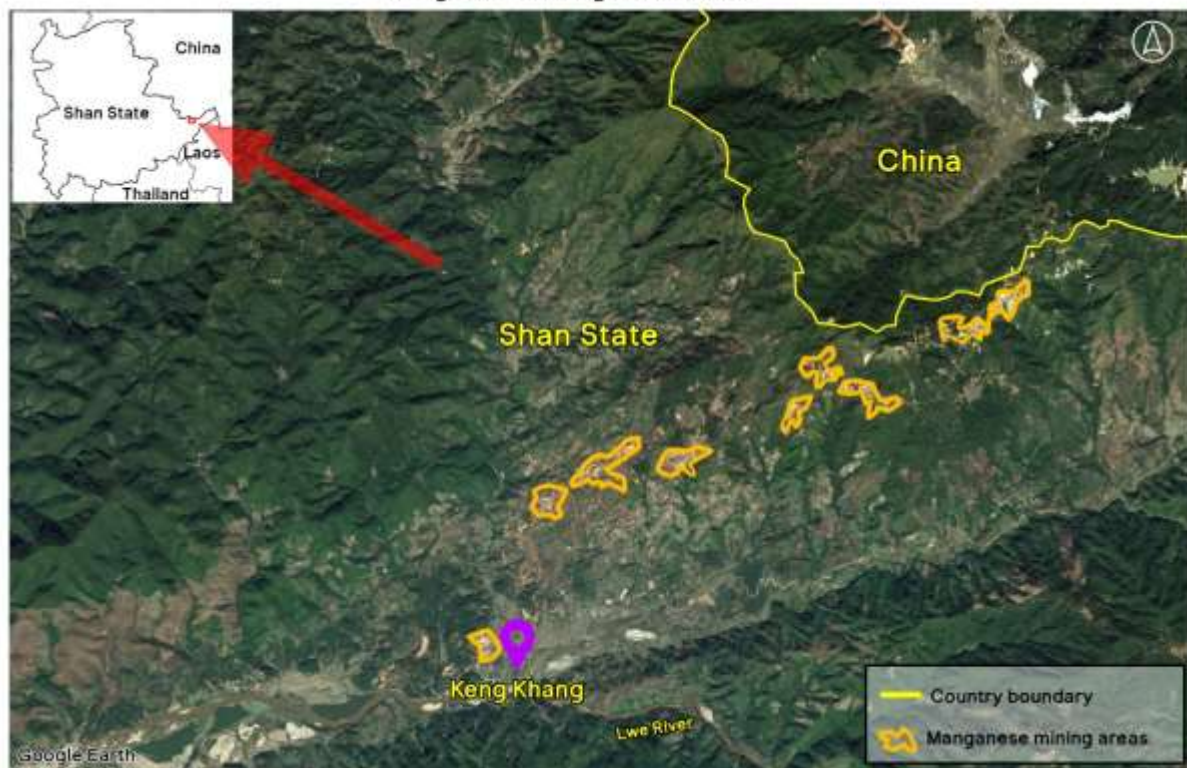 China
Shan State
Laos
Thailand
China
Shan State
Keng Khang
Lwe River
Country boundary
Manganese mining areas
Google Earth